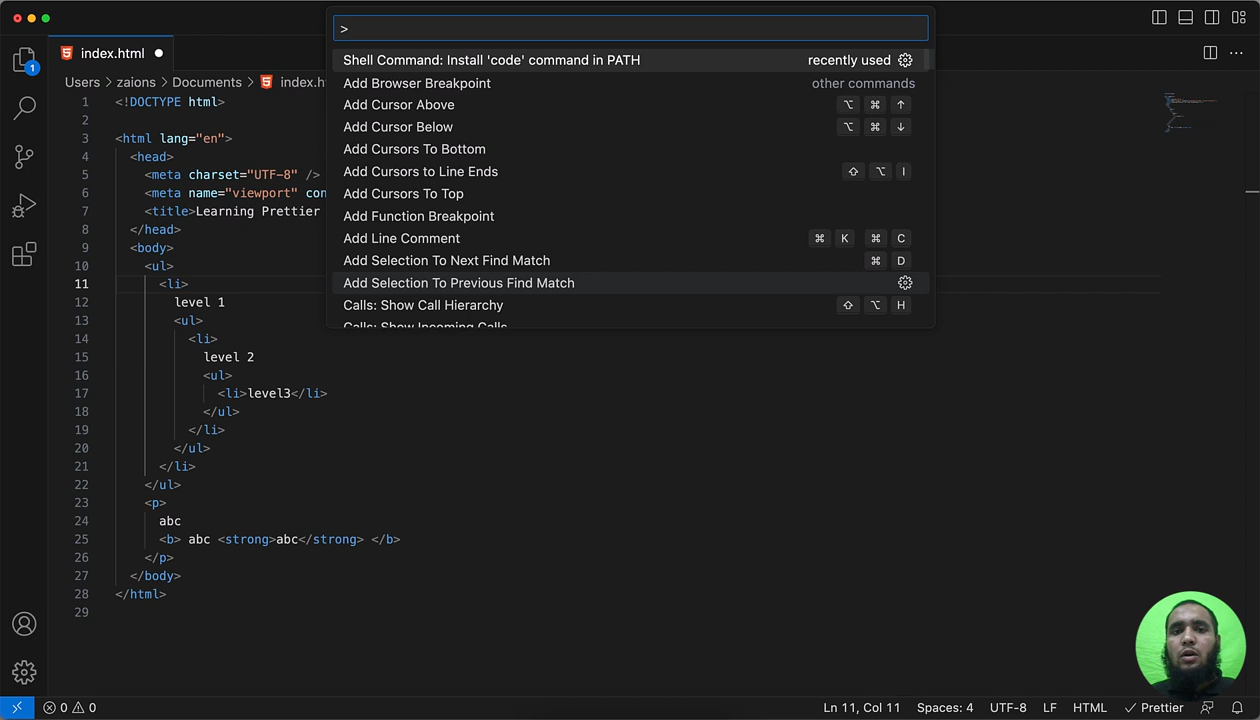 index.html
Users > zaions > Documents > index.h
>
Shell Command: Install 'code' command in PATH recently used
Add Browser Breakpoint other commands
Add Cursor Above ⌥ ⌘ ↑
Add Cursor Below ⌥ ⌘ ↓
Add Cursors To Bottom
Add Cursors to Line Ends ⇧ ⌥ I
Add Cursors To Top
Add Function Breakpoint
Add Line Comment ⌘ K ⌘ C
Add Selection To Next Find Match ⌘ D
Add Selection To Previous Find Match
Calls: Show Call Hierarchy ⇧ ⌥ H
Calls: Show Incoming Calls
1 <!DOCTYPE html>
2
3 <html lang="en">
4 <head>
5 <meta charset="UTF-8" />
6 <meta name="viewport" con
7 <title>Learning Prettier
8 </head>
9 <body>
10 <ul>
11 <li>
12 level 1
13 <ul>
14 <li>
15 level 2
16 <ul>
17 <li>level3</li>
18 </ul>
19 </li>
20 </ul>
21 </li>
22 </ul>
23 <p>
24 abc
25 <b> abc <strong>abc</strong> </b>
26 </p>
27 </body>
28 </html>
29
1
0 0 Ln 11, Col 11 Spaces: 4 UTF-8 LF HTML ✓ Prettier